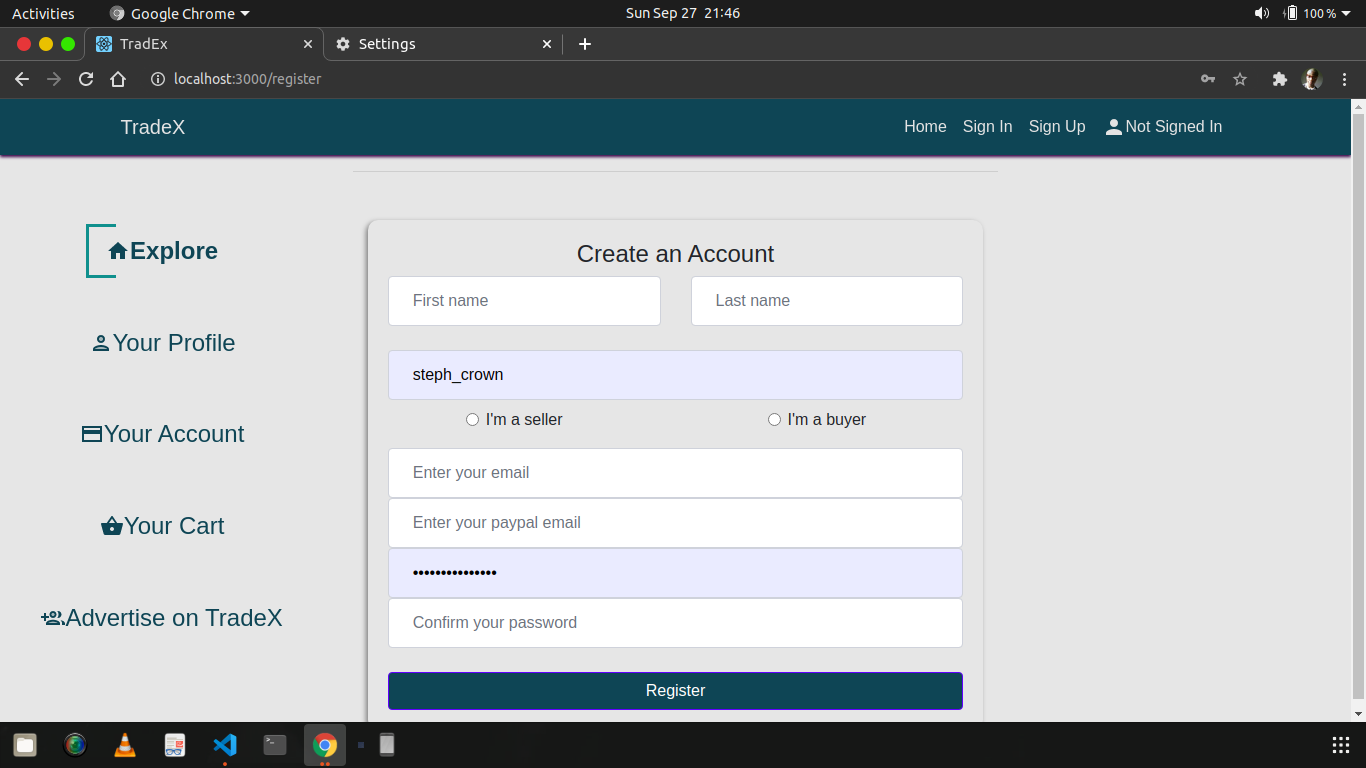 Activities Google Chrome Sun Sep 27 21:46 100 %
TradEx Settings
localhost:3000/register
TradeX Home Sign In Sign Up Not Signed In
Explore
Your Profile
Your Account
Your Cart
Advertise on TradeX
Create an Account
First name Last name
steph_crown
I'm a seller I'm a buyer
Enter your email
Enter your paypal email
•••••••••••••••
Confirm your password
Register